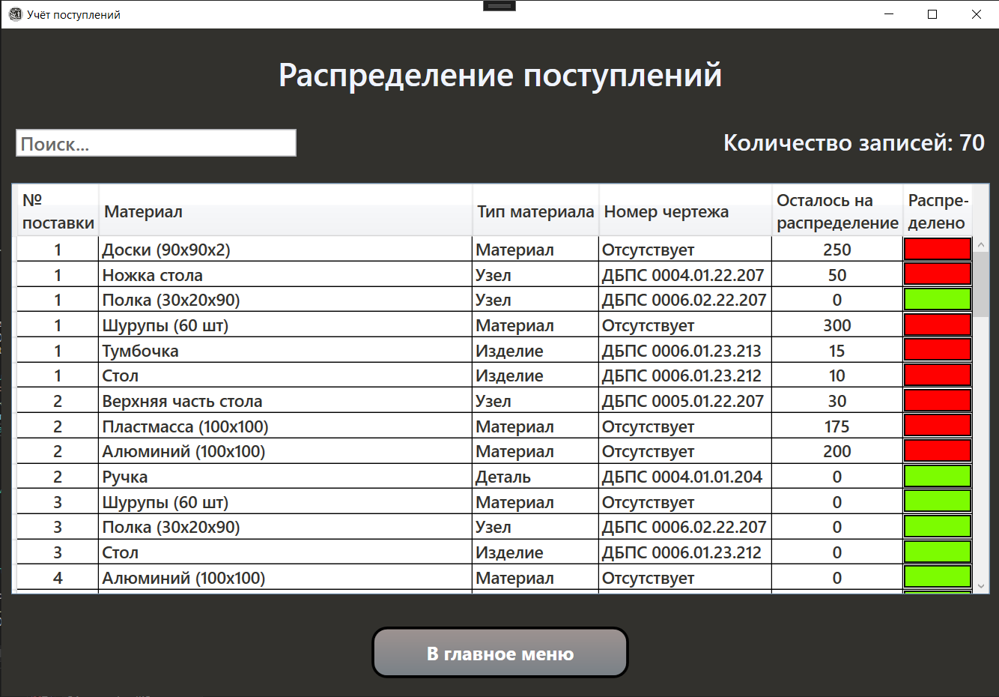 Учёт поступлений
Распределение поступлений
Поиск...
Количество записей: 70
№ поставки Материал Тип материала Номер чертежа Осталось на распределение Распре-делено
1 Доски (90х90х2) Материал Отсутствует 250
1 Ножка стола Узел ДБПС 0004.01.22.207 50
1 Полка (30х20х90) Узел ДБПС 0006.02.22.207 0
1 Шурупы (60 шт) Материал Отсутствует 300
1 Тумбочка Изделие ДБПС 0006.01.23.213 15
1 Стол Изделие ДБПС 0006.01.23.212 10
2 Верхняя часть стола Узел ДБПС 0005.01.22.207 30
2 Пластмасса (100х100) Материал Отсутствует 175
2 Алюминий (100х100) Материал Отсутствует 200
2 Ручка Деталь ДБПС 0004.01.01.204 0
3 Шурупы (60 шт) Материал Отсутствует 0
3 Полка (30х20х90) Узел ДБПС 0006.02.22.207 0
3 Стол Изделие ДБПС 0006.01.23.212 0
4 Алюминий (100х100) Материал Отсутствует 0
В главное меню